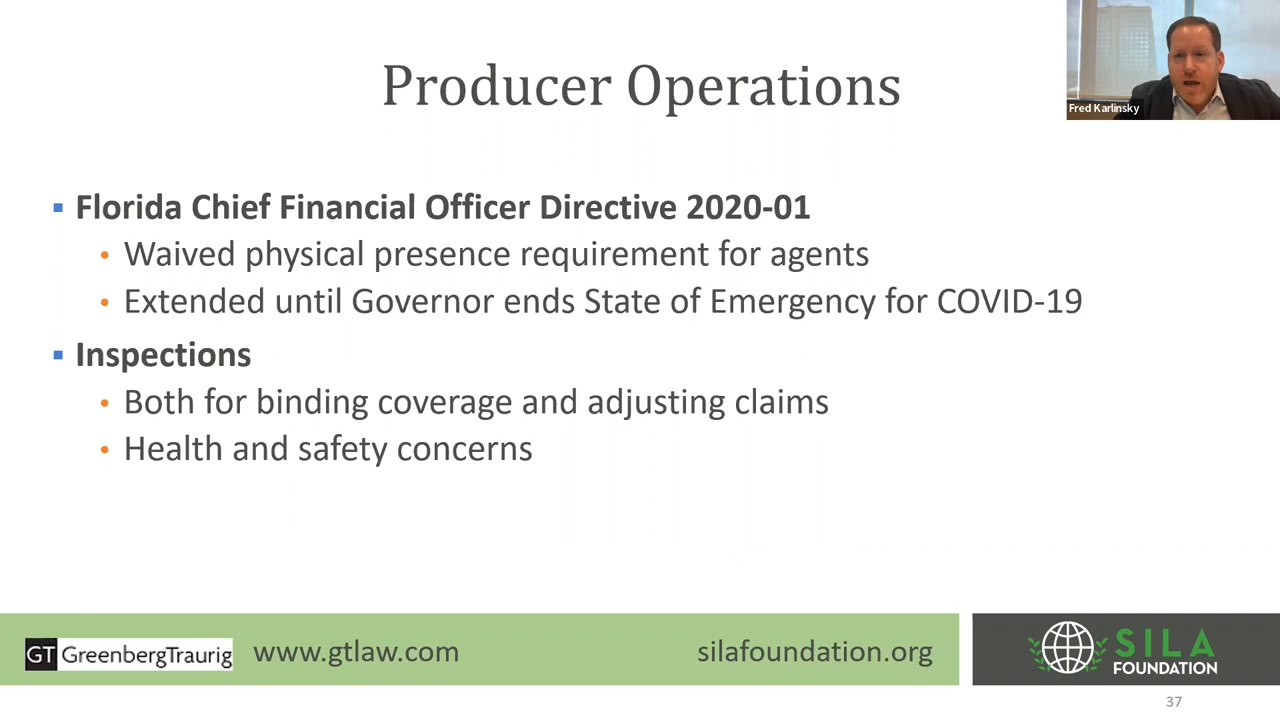 Producer Operations
Fred Karlinsky
▪ Florida Chief Financial Officer Directive 2020-01
• Waived physical presence requirement for agents
• Extended until Governor ends State of Emergency for COVID-19
▪ Inspections
• Both for binding coverage and adjusting claims
• Health and safety concerns
GT GreenbergTraurig www.gtlaw.com silafoundation.org
SILA
FOUNDATION
37